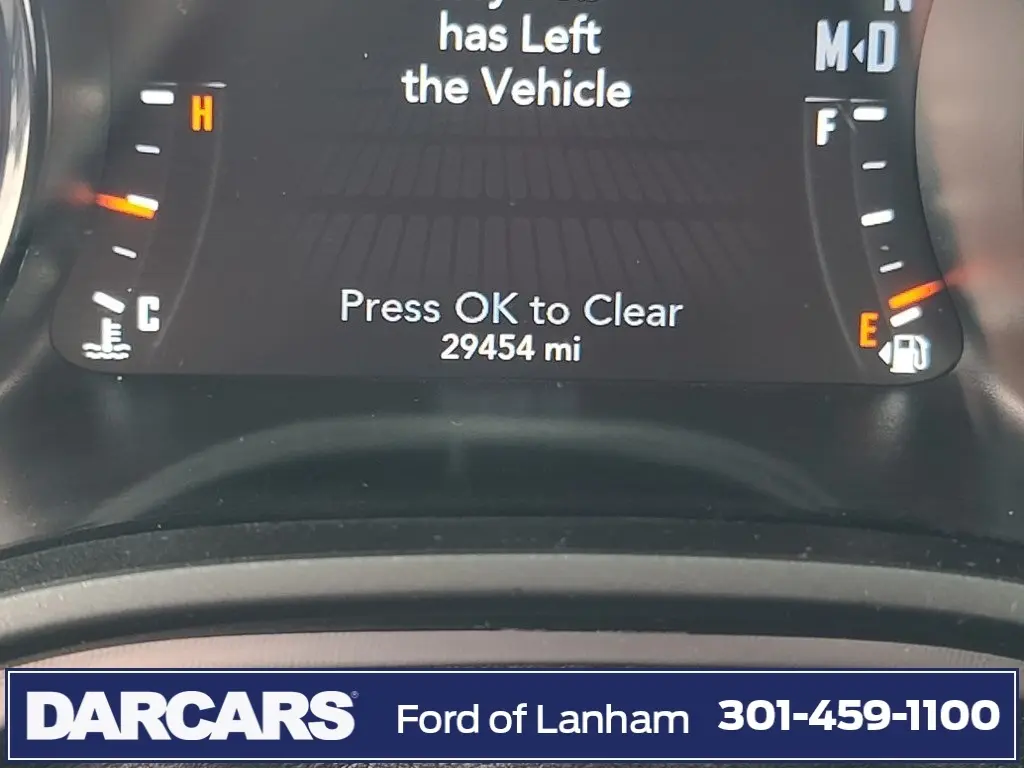 has Left
the Vehicle
M D
H
F
C
E
Press OK to Clear
29454 mi
DARCARS® Ford of Lanham 301-459-1100